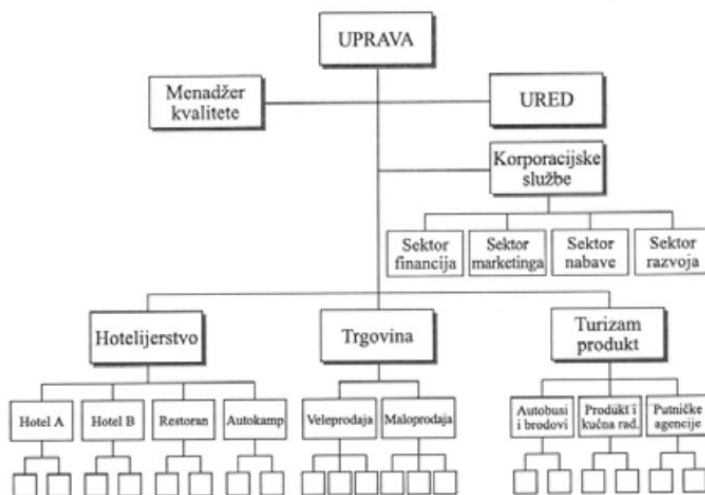 UPRAVA
Menadžer
kvalitete
URED
Korporacijske
službe
Sektor
financija
Sektor
marketinga
Sektor
nabave
Sektor
razvoja
Hotelijerstvo
Trgovina
Turizam
produkt
Hotel A
Hotel B
Restoran
Autokamp
Veleprodaja
Maloprodaja
Autobusi
i brodovi
Produkt i
kučna rad.
Putničke
agencije